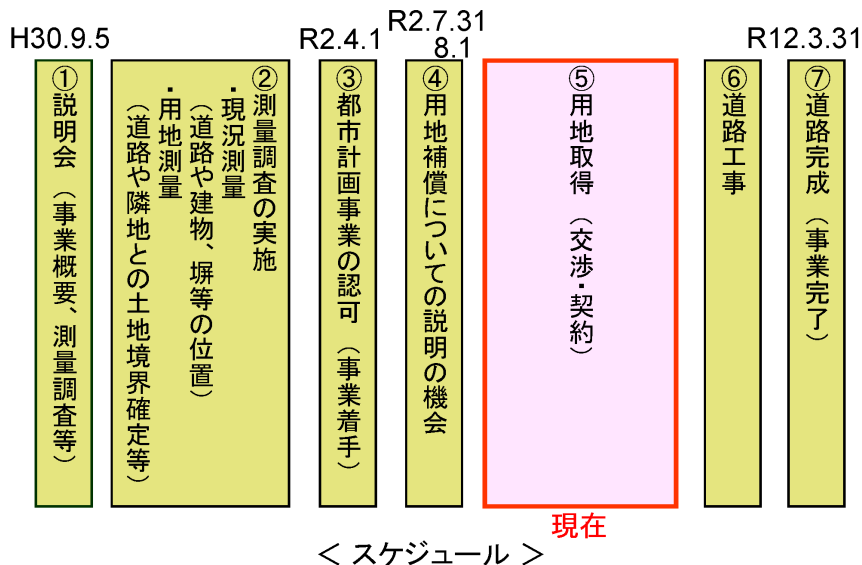 H30.9.5
①説明会（事業概要、測量調査等）
②測量調査の実施
・現況測量
（道路や建物、塀等の位置）
・用地測量
（道路や隣地との土地境界確定等）
R2.4.1
③都市計画事業の認可（事業着手）
R2.7.31
8.1
④用地補償についての説明の機会
⑤用地取得（交渉・契約）
現在
⑥道路工事
R12.3.31
⑦道路完成（事業完了）
＜ スケジュール ＞